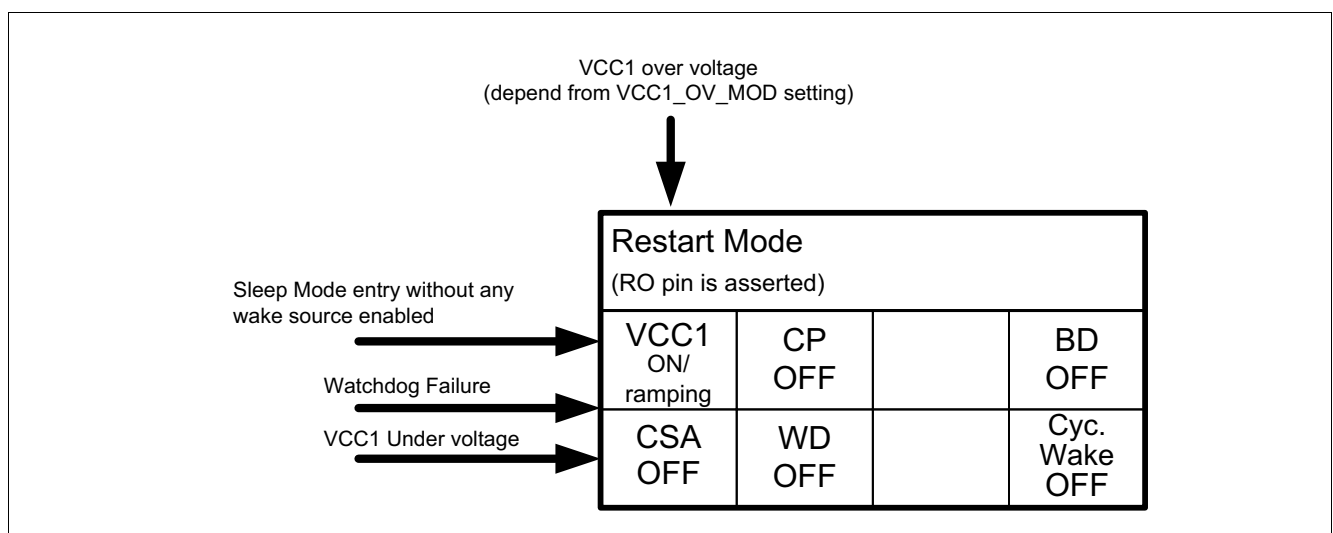 VCC1 over voltage
(depend from VCC1_OV_MOD setting)
Restart Mode
(RO pin is asserted)
Sleep Mode entry without any
wake source enabled
Watchdog Failure
VCC1 Under voltage
VCC1
ON/
ramping
CP
OFF
BD
OFF
CSA
OFF
WD
OFF
Cyc.
Wake
OFF